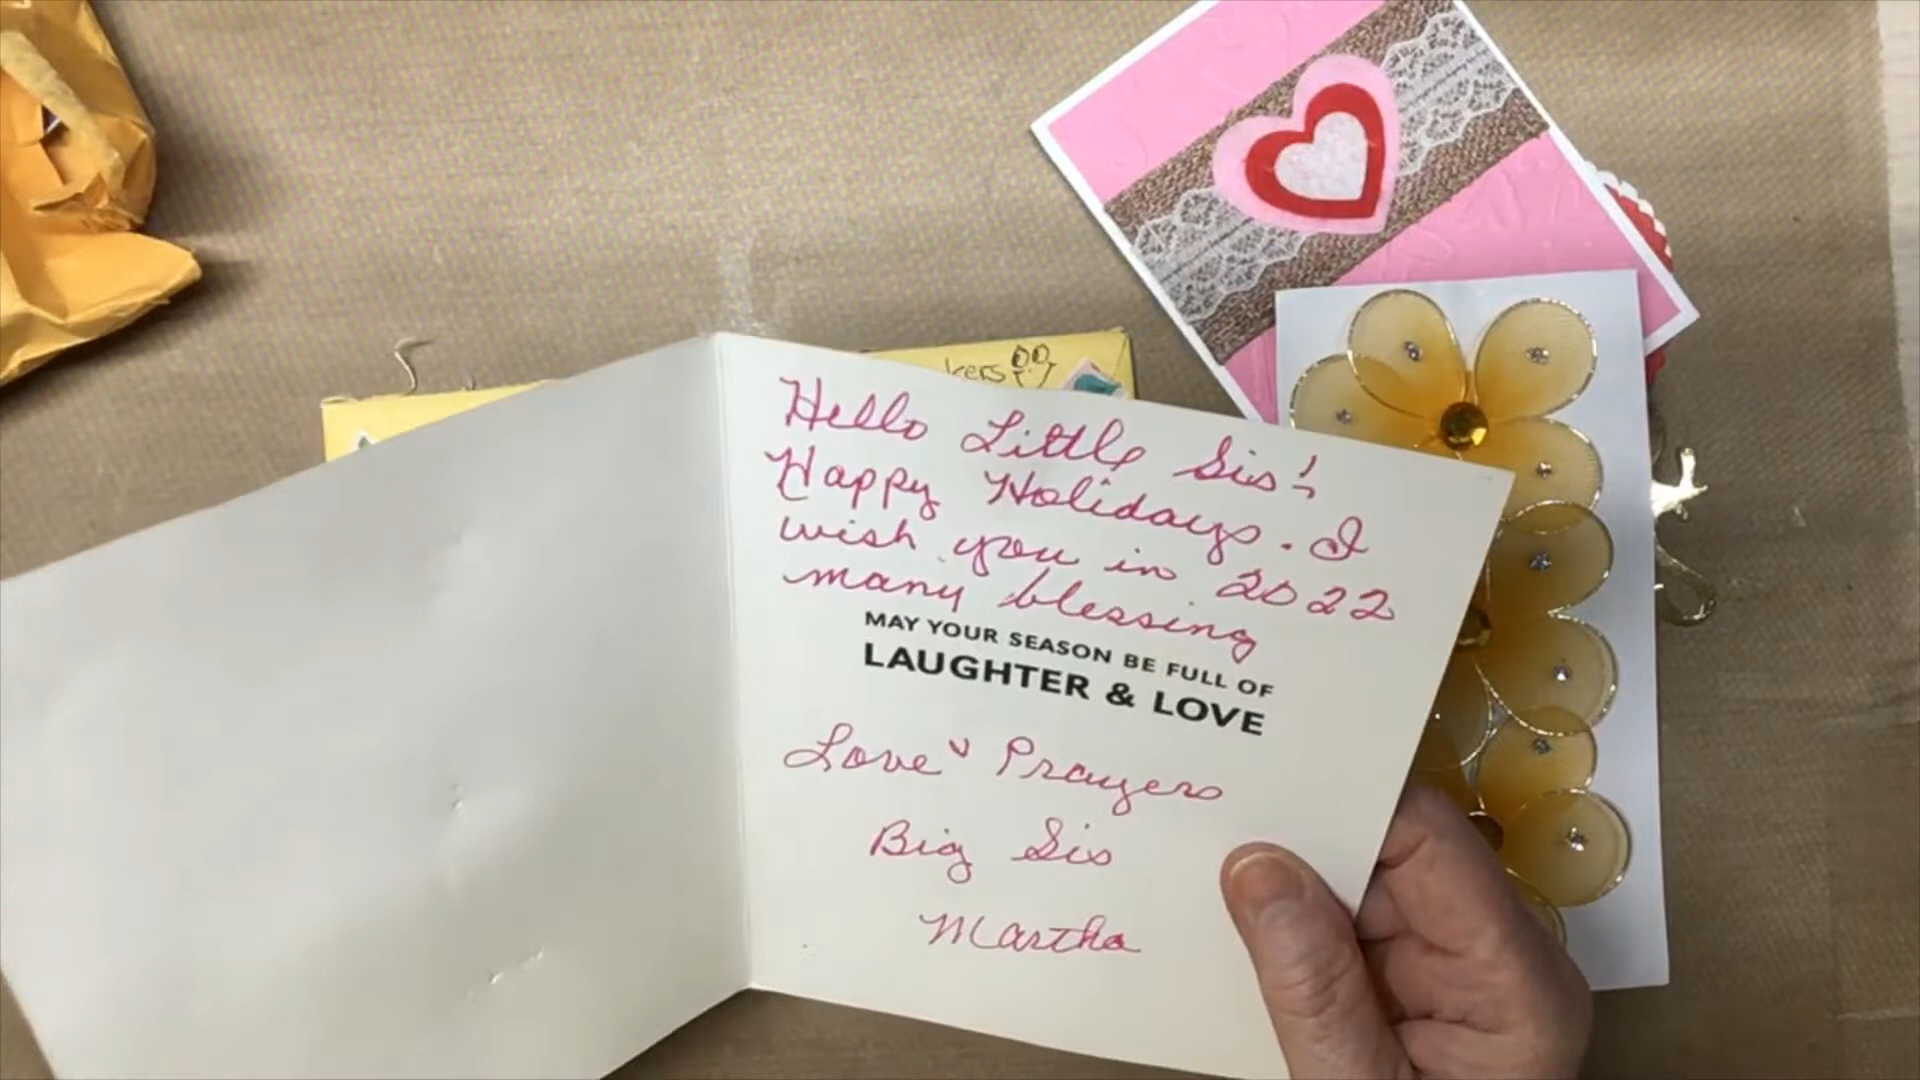 kers
Hello Little Sis!
Happy Holidays. I
wish you in 2022
many blessing
MAY YOUR SEASON BE FULL OF
LAUGHTER & LOVE
Love & Prayers
Big Sis
Martha